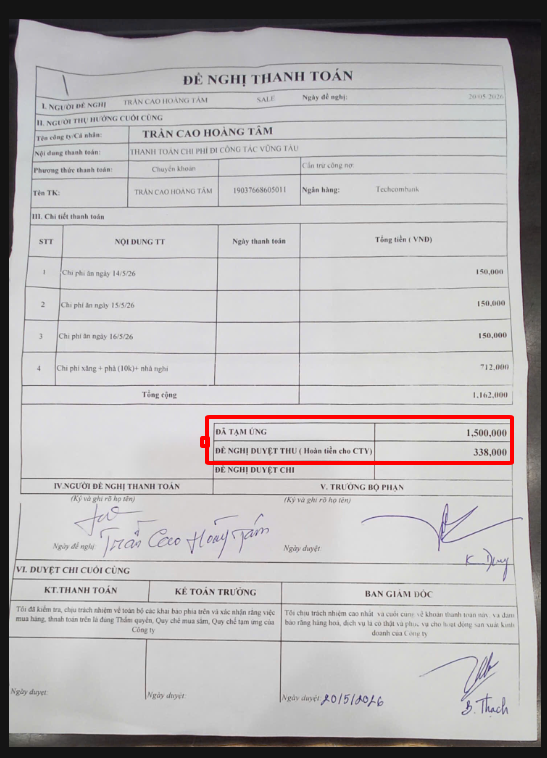 ĐỀ NGHỊ THANH TOÁN
I. NGƯỜI ĐỀ NGHỊ TRẦN CAO HOÀNG TÂM SALE Ngày đề nghị: 20/05/2026
II. NGƯỜI THỤ HƯỞNG CUỐI CÙNG
Tên công ty/Cá nhân: TRẦN CAO HOÀNG TÂM
Nội dung thanh toán: THANH TOÁN CHI PHÍ ĐI CÔNG TÁC VŨNG TÀU
Phương thức thanh toán: Chuyển khoản Cấn trừ công nợ:
Tên TK: TRẦN CAO HOÀNG TÂM 19037668605011 Ngân hàng: Techcombank
III. Chi tiết thanh toán
STT NỘI DUNG TT Ngày thanh toán Tổng tiền ( VNĐ)
1 Chi phí ăn ngày 14/5/26 150,000
2 Chi phí ăn ngày 15/5/26 150,000
3 Chi phí ăn ngày 16/5/26 150,000
4 Chi phí xăng + phà (10k)+ nhà nghỉ 712,000
Tổng cộng 1,162,000
ĐÃ TẠM ỨNG 1,500,000
ĐỀ NGHỊ DUYỆT THU ( Hoàn tiền cho CTY) 338,000
ĐỀ NGHỊ DUYỆT CHI
IV.NGƯỜI ĐỀ NGHỊ THANH TOÁN V. TRƯỞNG BỘ PHẬN
(Ký và ghi rõ họ tên) (Ký và ghi rõ họ tên)
Trần Cao Hoàng Tâm
Ngày đề nghị Ngày duyệt
K Dung
VI. DUYỆT CHI CUỐI CÙNG
KT.THANH TOÁN KẾ TOÁN TRƯỞNG BAN GIÁM ĐỐC
Tôi đã kiểm tra, chịu trách nhiệm về toàn bộ các khai báo phía trên và xác nhận rằng việc
mua hàng, thanh toán trên là đúng Thẩm quyền, Quy chế mua sắm, Quy chế tạm ứng của
Công ty
Tôi chịu trách nhiệm cao nhất và cuối cùng về khoản thanh toán này, và đảm
bảo rằng hàng hoá, dịch vụ là có thật và phục vụ cho hoạt động sản xuất kinh
doanh của Công ty
Ngày duyệt: Ngày duyệt: Ngày duyệt: 20/5/2026
B. Thạch